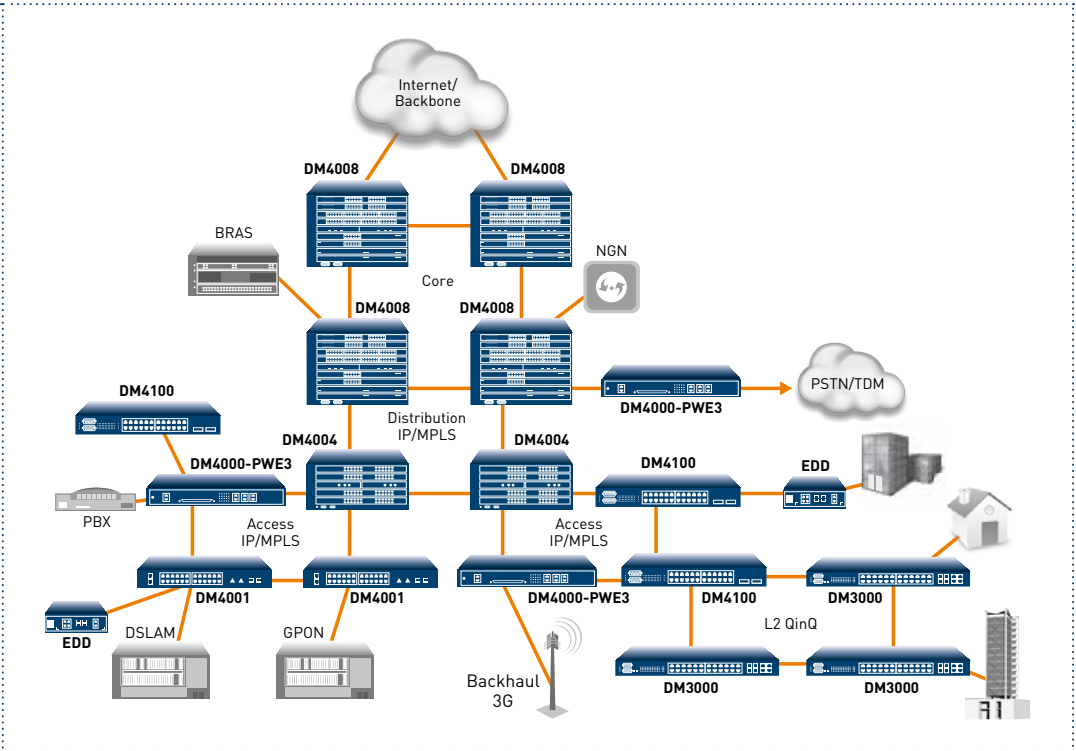 Internet/
Backbone
DM4008
DM4008
BRAS
NGN
Core
DM4008
DM4008
PSTN/TDM
DM4100
DM4000-PWE3
Distribution
IP/MPLS
DM4004
DM4004
DM4000-PWE3
DM4100
EDD
PBX
Access
IP/MPLS
Access
IP/MPLS
DM4001
DM4001
DM4000-PWE3
DM4100
DM3000
EDD
DSLAM
GPON
L2 QinQ
Backhaul
3G
DM3000
DM3000